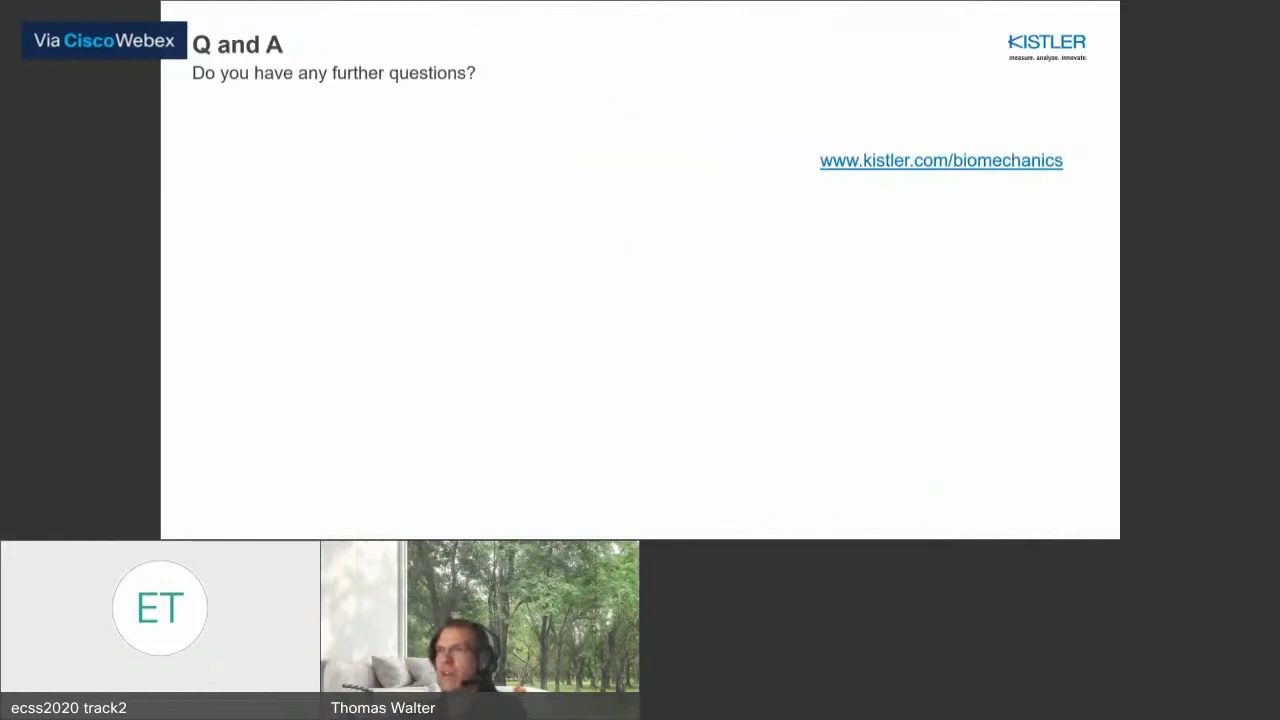 Via CiscoWebex
Q and A
Do you have any further questions?
KISTLER
measure. analyze. innovate.
www.kistler.com/biomechanics
ET
ecss2020 track2
Thomas Walter